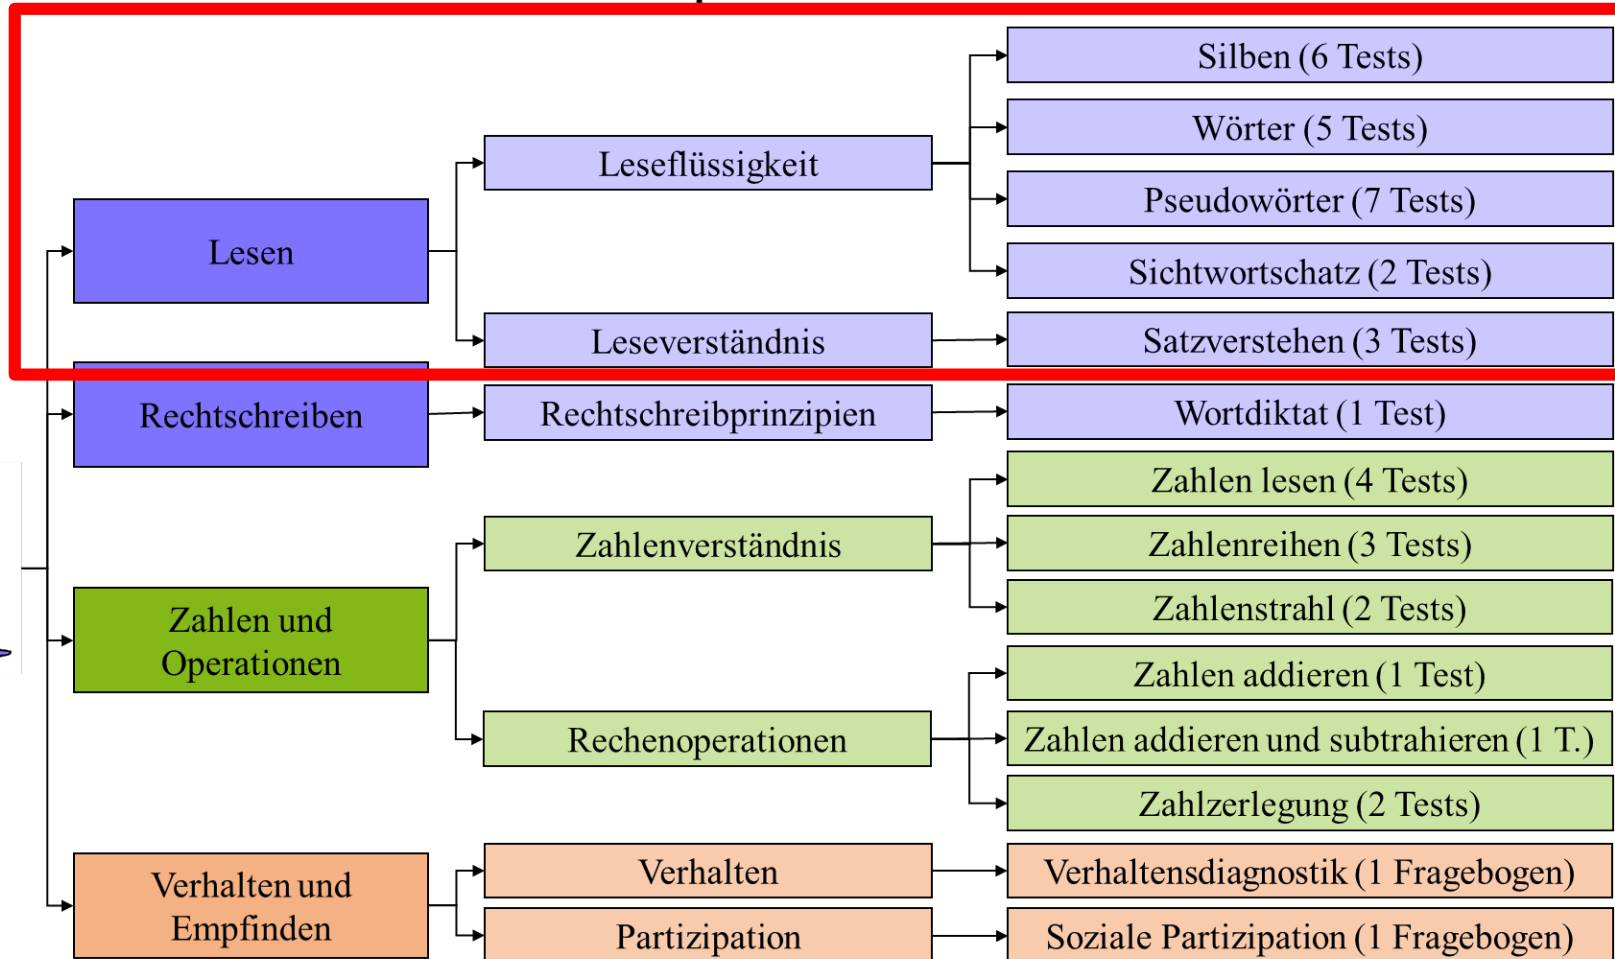 Lesen
Leseflüssigkeit
Silben (6 Tests)
Wörter (5 Tests)
Pseudowörter (7 Tests)
Sichtwortschatz (2 Tests)
Leseverständnis
Satzverstehen (3 Tests)
Rechtschreiben
Rechtschreibprinzipien
Wortdiktat (1 Test)
Zahlen und
Operationen
Zahlenverständnis
Zahlen lesen (4 Tests)
Zahlenreihen (3 Tests)
Zahlenstrahl (2 Tests)
Rechenoperationen
Zahlen addieren (1 Test)
Zahlen addieren und subtrahieren (1 T.)
Zahlzerlegung (2 Tests)
Verhalten und
Empfinden
Verhalten
Verhaltensdiagnostik (1 Fragebogen)
Partizipation
Soziale Partizipation (1 Fragebogen)